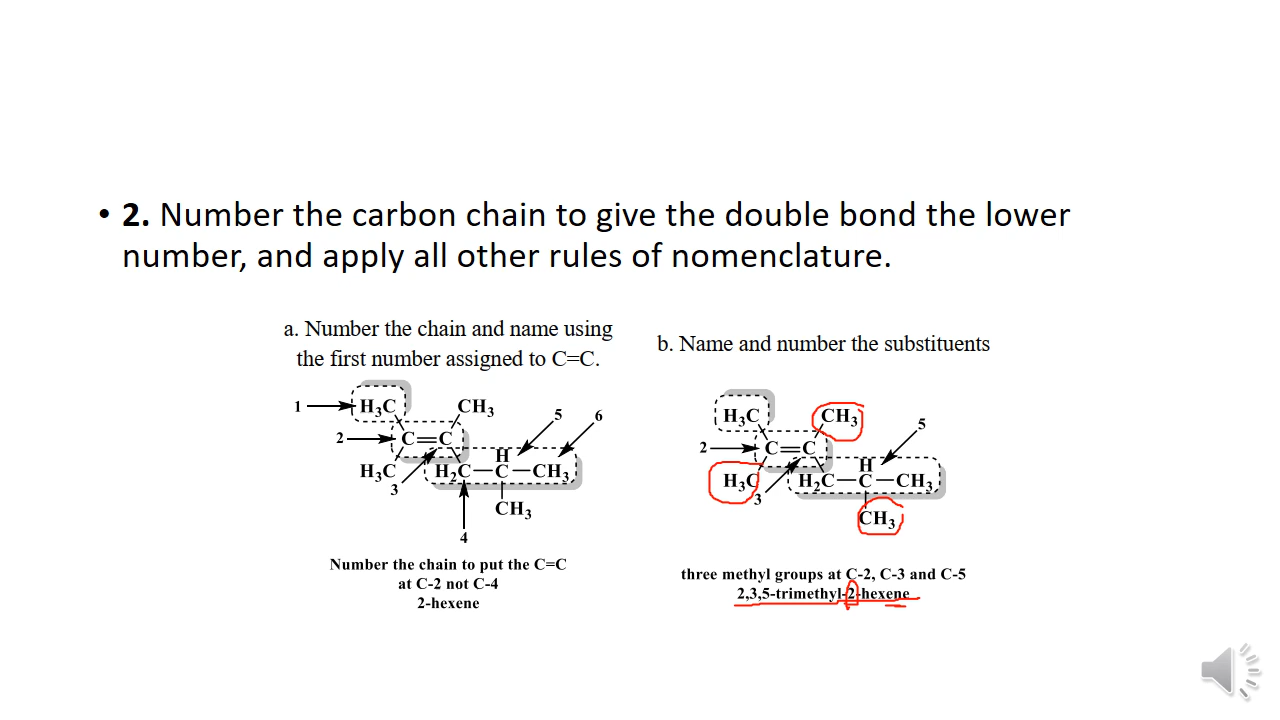 • 2. Number the carbon chain to give the double bond the lower
number, and apply all other rules of nomenclature.
a. Number the chain and name using
the first number assigned to C=C.
1 H₃C CH₃ 5 6
2 C=C
H
H₃C H₂C—C—CH₃
3
CH₃
4
Number the chain to put the C=C
at C-2 not C-4
2-hexene
b. Name and number the substituents
H₃C CH₃ 5
2 C=C
H
H₃C H₂C—C—CH₃
3
CH₃
three methyl groups at C-2, C-3 and C-5
2,3,5-trimethyl-2-hexene